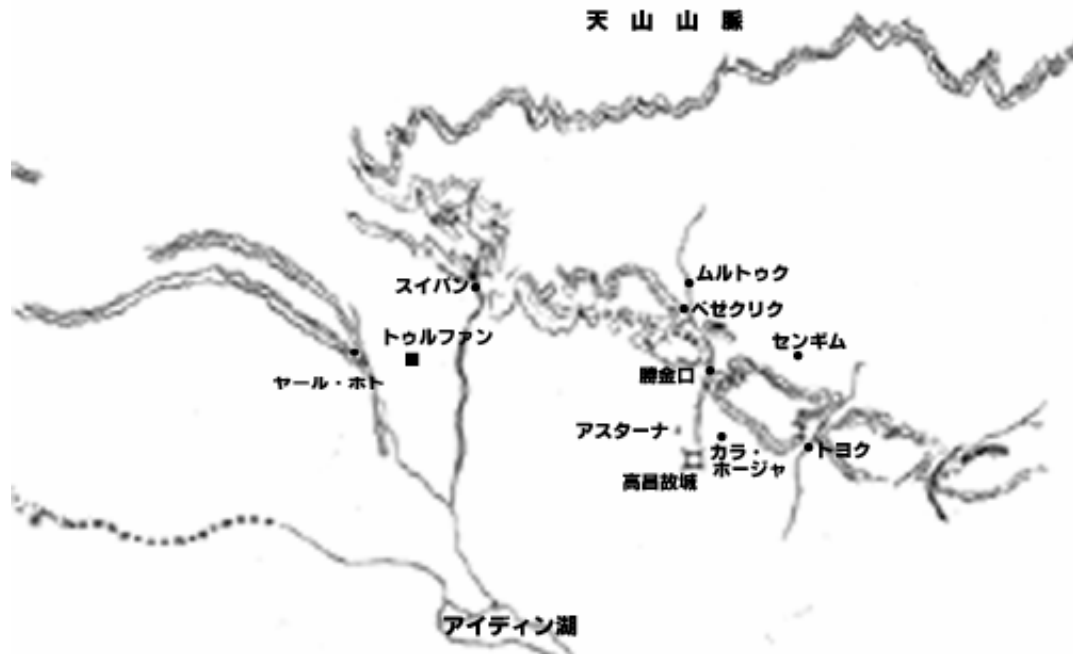 天山山脈
ムルトゥク
スイパン
ベゼクリク
トゥルファン
センギム
勝金口
ヤール・ホト
アスターナ
カラ・
ホージャ
トヨク
高昌故城
アイディン湖